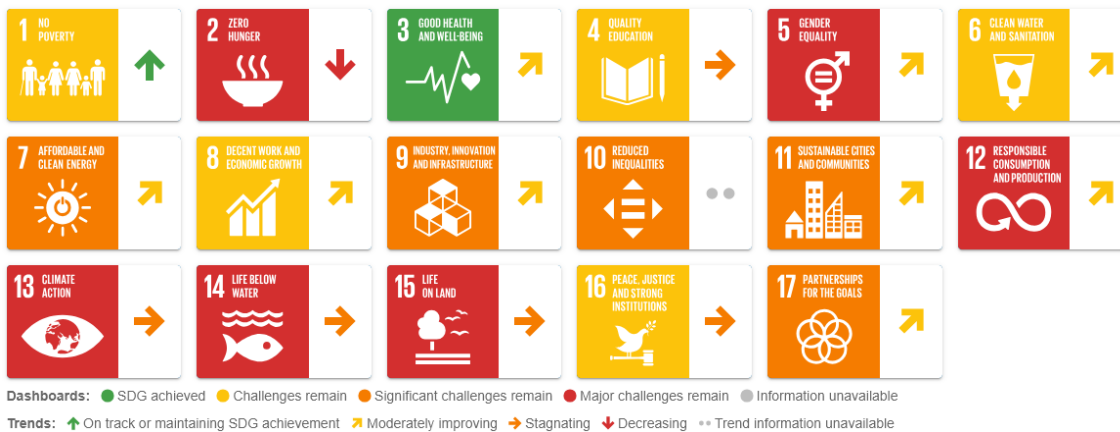 1 NO
POVERTY
2 ZERO
HUNGER
3 GOOD HEALTH
AND WELL-BEING
4 QUALITY
EDUCATION
5 GENDER
EQUALITY
6 CLEAN WATER
AND SANITATION
7 AFFORDABLE AND
CLEAN ENERGY
8 DECENT WORK AND
ECONOMIC GROWTH
9 INDUSTRY, INNOVATION
AND INFRASTRUCTURE
10 REDUCED
INEQUALITIES
11 SUSTAINABLE CITIES
AND COMMUNITIES
12 RESPONSIBLE
CONSUMPTION
AND PRODUCTION
13 CLIMATE
ACTION
14 LIFE BELOW
WATER
15 LIFE
ON LAND
16 PEACE, JUSTICE
AND STRONG
INSTITUTIONS
17 PARTNERSHIPS
FOR THE GOALS
Dashboards: SDG achieved Challenges remain Significant challenges remain Major challenges remain Information unavailable
Trends: On track or maintaining SDG achievement Moderately improving Stagnating Decreasing Trend information unavailable